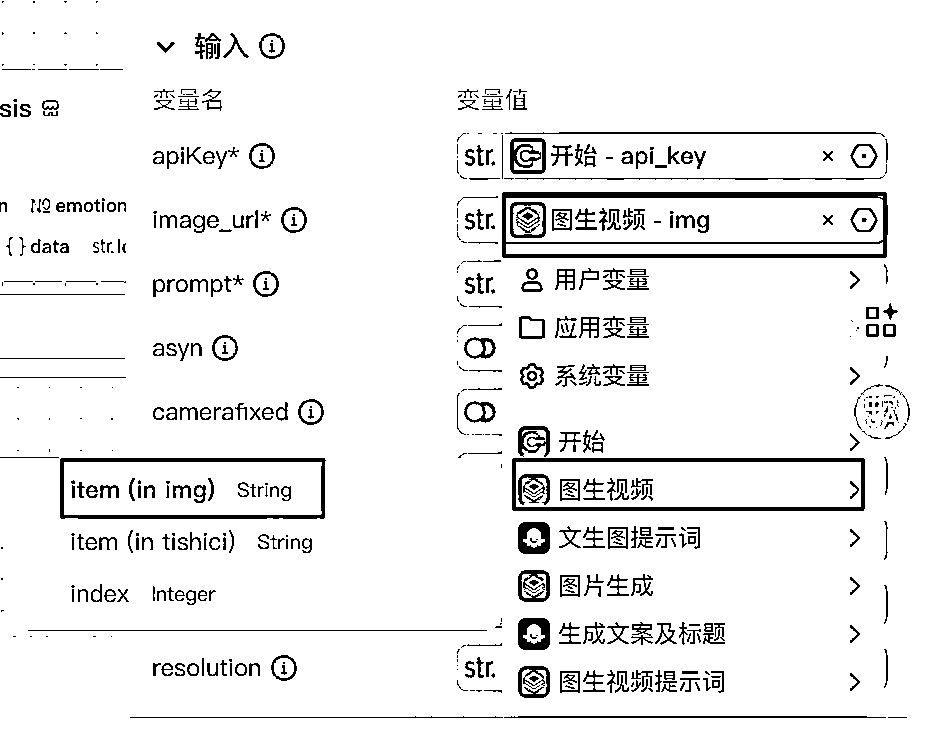 输入
sis
变量名 变量值
apiKey* str. 开始 - api_key
n emotion
image_url* str. 图生视频 - img
{ } data str.
prompt* str. 用户变量
应用变量
asyn
系统变量
camerafixed
开始
item (in img) String 图生视频
item (in tishici) String 文生图提示词
index Integer 图片生成
生成文案及标题
resolution str. 图生视频提示词